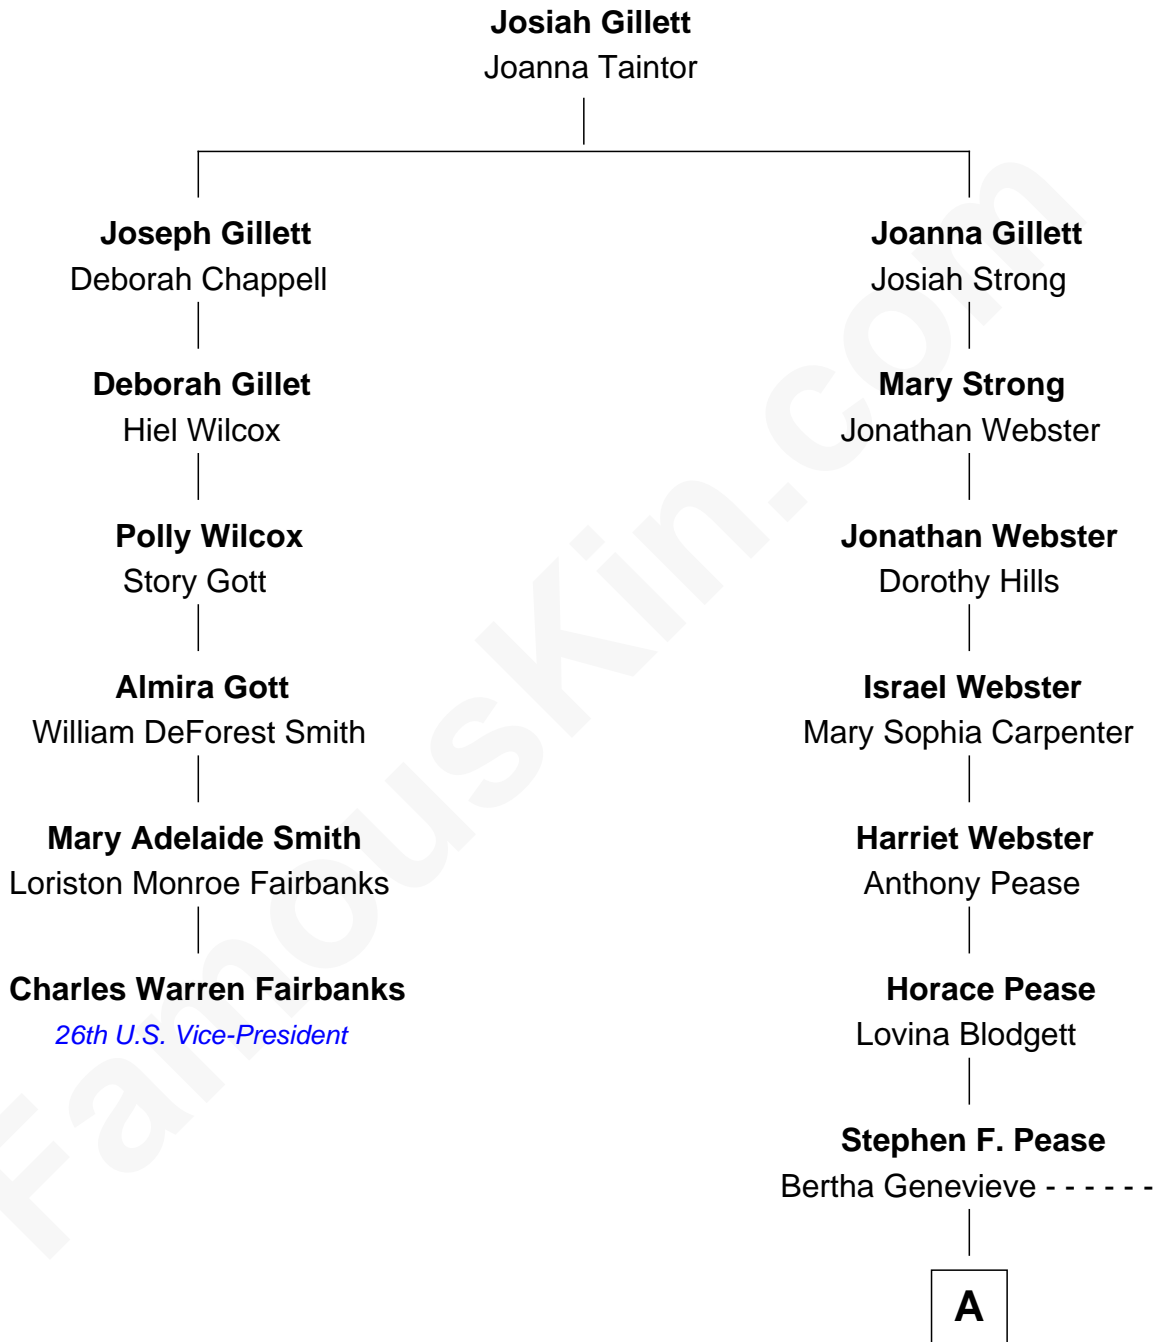 Josiah Gillett
Joanna Taintor
Joseph Gillett
Deborah Chappell
Deborah Gillet
Hiel Wilcox
Polly Wilcox
Story Gott
Almira Gott
William DeForest Smith
Mary Adelaide Smith
Loriston Monroe Fairbanks
Charles Warren Fairbanks
26th U.S. Vice-President
Joanna Gillett
Josiah Strong
Mary Strong
Jonathan Webster
Jonathan Webster
Dorothy Hills
Israel Webster
Mary Sophia Carpenter
Harriet Webster
Anthony Pease
Horace Pease
Lovina Blodgett
Stephen F. Pease
Bertha Genevieve - - - - - -
A
FamousKin.com